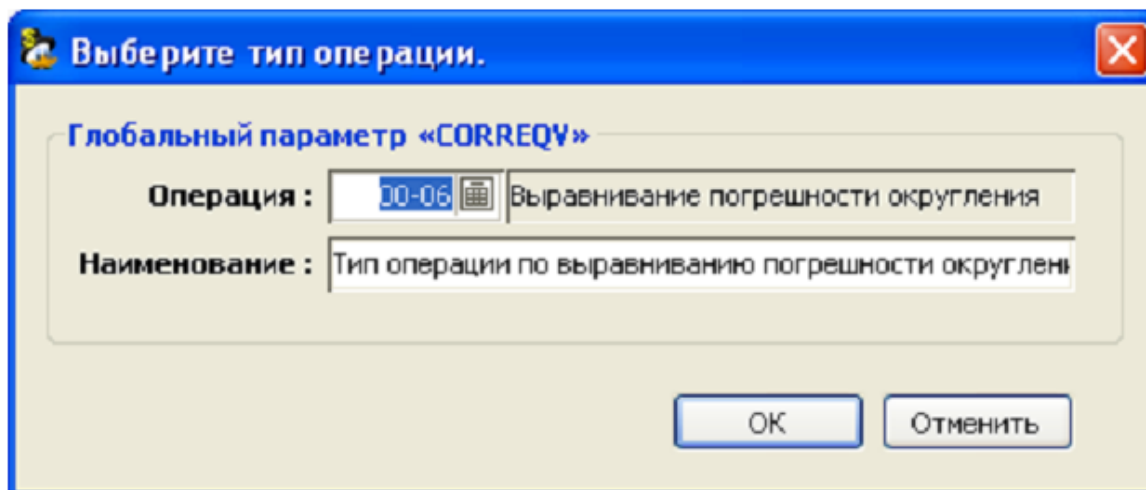 Выберите тип операции.
Глобальный параметр «CORREQV»
Операция : 00-06 Выравнивание погрешности округления
Наименование : Тип операции по выравниванию погрешности округлен
ОК Отменить